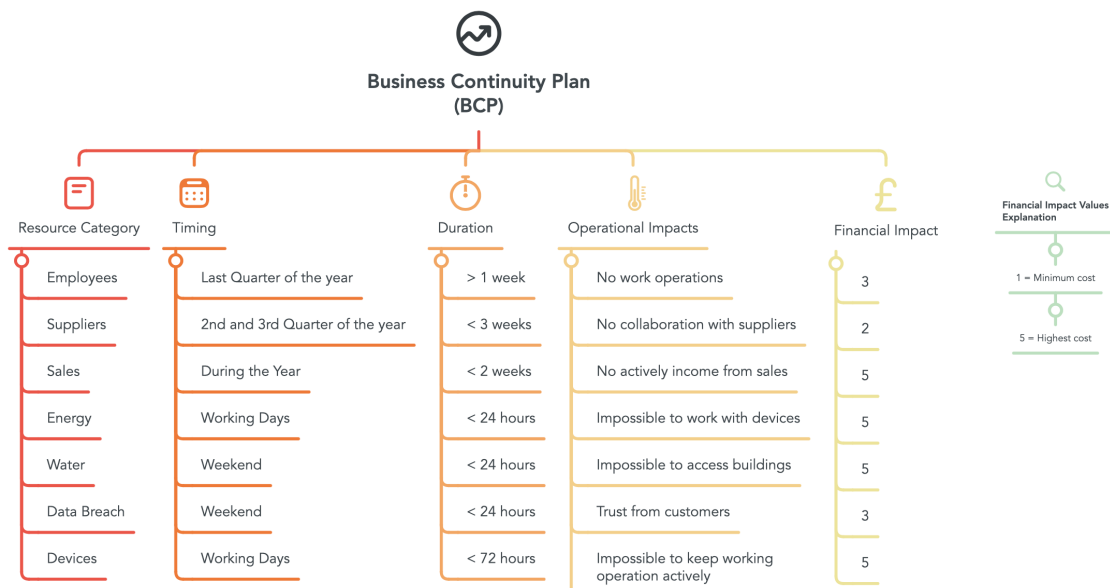 Business Continuity Plan
(BCP)
Resource Category
Timing
Duration
Operational Impacts
Financial Impact
Financial Impact Values
Explanation
Employees
Last Quarter of the year
> 1 week
No work operations
3
1 = Minimum cost
Suppliers
2nd and 3rd Quarter of the year
< 3 weeks
No collaboration with suppliers
2
5 = Highest cost
Sales
During the Year
< 2 weeks
No actively income from sales
5
Energy
Working Days
< 24 hours
Impossible to work with devices
5
Water
Weekend
< 24 hours
Impossible to access buildings
5
Data Breach
Weekend
< 24 hours
Trust from customers
3
Devices
Working Days
< 72 hours
Impossible to keep working
operation actively
5